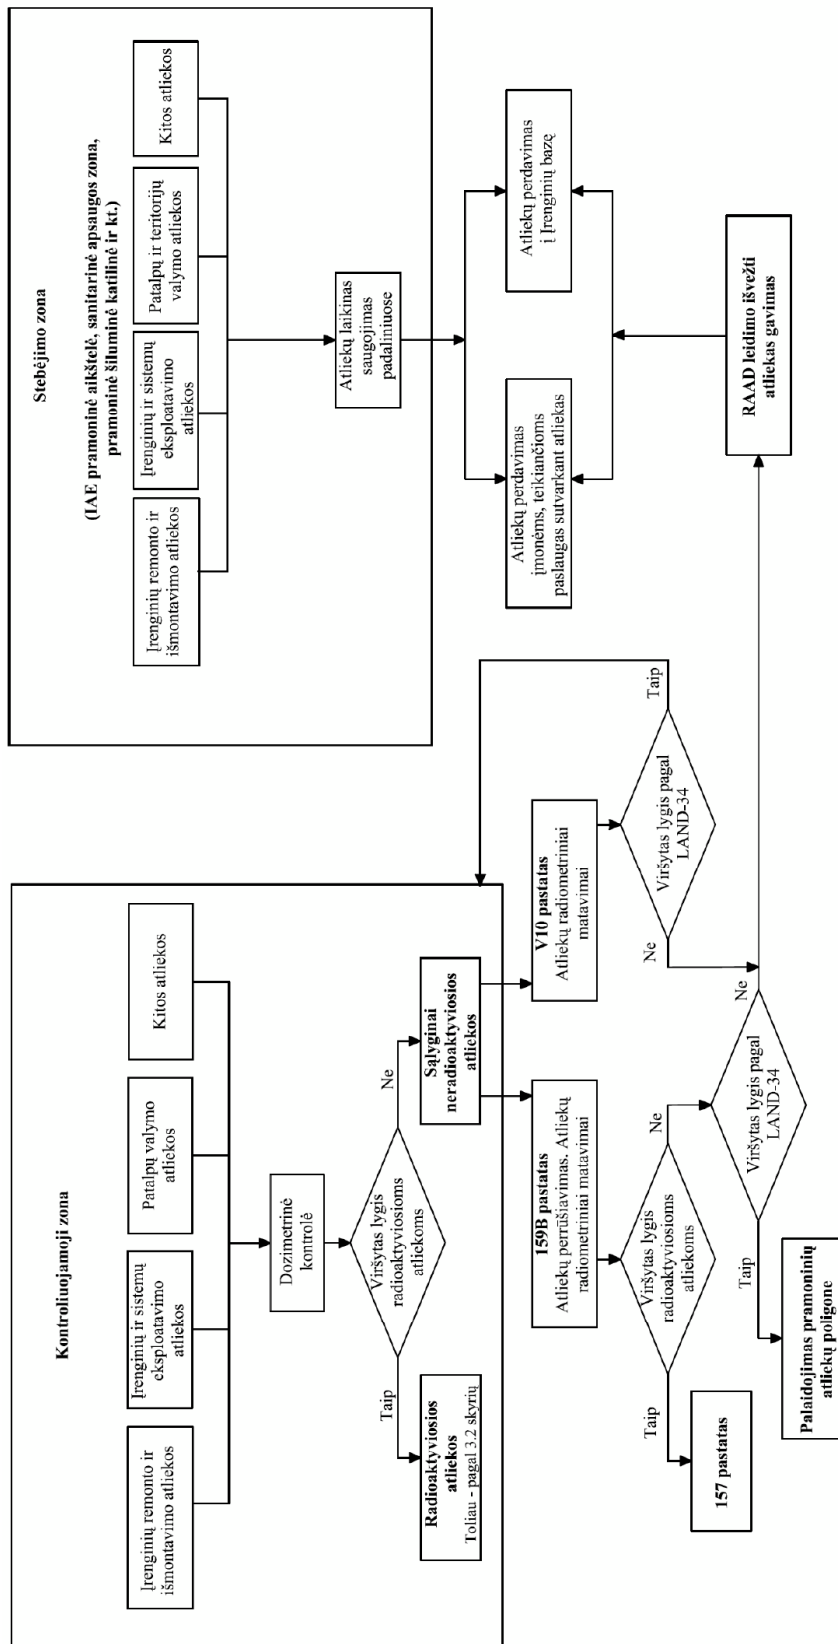 Kontroliuojamoji zona
Įrenginių remonto ir
išmontavimo atliekos
Įrenginių ir sistemų
eksploatavimo
atliekos
Patalpų valymo
atliekos
Kitos atliekos
Dozimetrinė
kontrolė
Viršytas lygis
radioaktyviosioms
atliekoms
Taip
Ne
Radioaktyviosios
atliekos
Toliau - pagal 3.2 skyrių
Sąlyginai
neradioaktyviosios
atliekos
159B pastatas
Atliekų perrūšiavimas. Atliekų
radiometriniai matavimai
V10 pastatas
Atliekų radiometriniai
matavimai
Viršytas lygis
radioaktyviosioms
atliekoms
Taip
Ne
Viršytas lygis pagal
LAND-34
Ne
Taip
157 pastatas
Viršytas lygis pagal
LAND-34
Taip
Ne
Palaidojimas pramoninių
atliekų poligone
Stebėjimo zona
(IAE pramoninė aikštelė, sanitarinė apsaugos zona,
pramoninė šiluminė katilinė ir kt.)
Įrenginių remonto ir
išmontavimo atliekos
Įrenginių ir sistemų
eksploatavimo
atliekos
Patalpų ir teritorijų
valymo atliekos
Kitos atliekos
Atliekų laikinas
saugojimas
padaliniuose
Atliekų perdavimas
įmonėms, teikiančioms
paslaugas sutvarkant atliekas
Atliekų perdavimas
į Įrenginių bazę
RAAD leidimo išvežti
atliekas gavimas